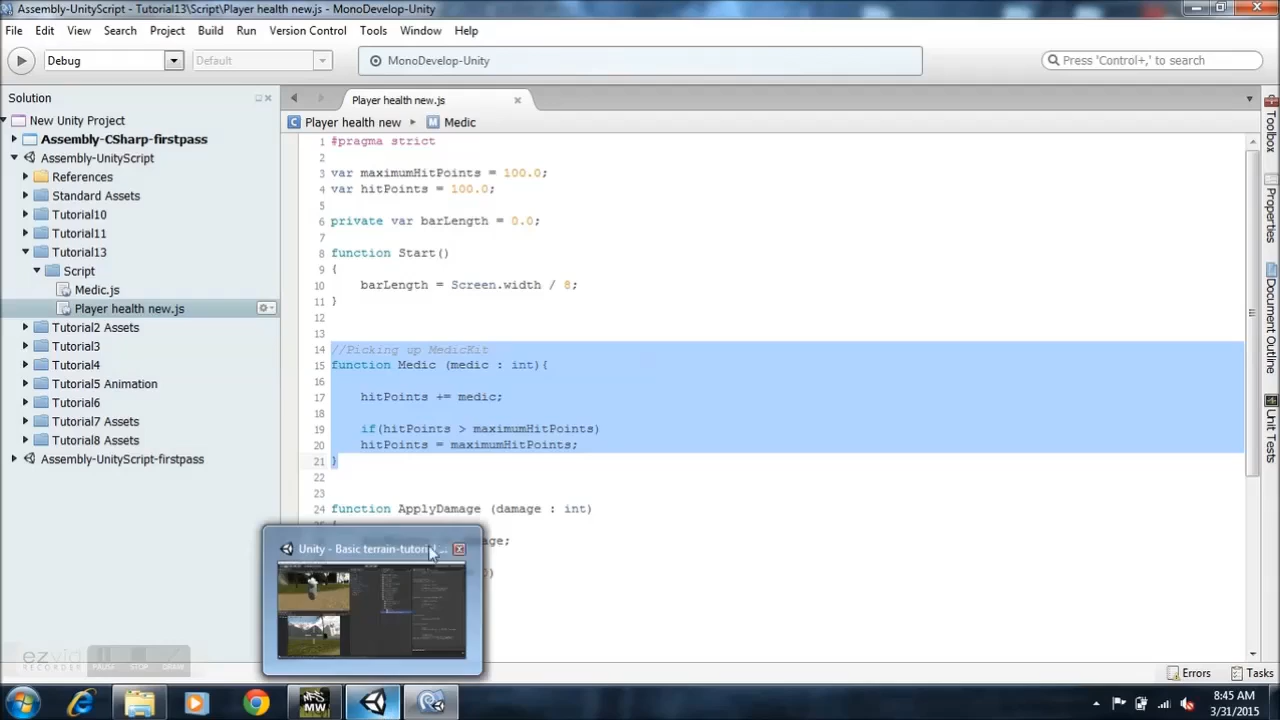 Assembly-UnityScript - Tutorial13\Script\Player health new.js - MonoDevelop-Unity
File Edit View Search Project Build Run Version Control Tools Window Help
Debug Default MonoDevelop-Unity Press 'Control+,' to search
Solution
New Unity Project
Assembly-CSharp-firstpass
Assembly-UnityScript
References
Standard Assets
Tutorial10
Tutorial11
Tutorial13
Script
Medic.js
Player health new.js
Tutorial2 Assets
Tutorial3
Tutorial4
Tutorial5 Animation
Tutorial6
Tutorial7 Assets
Tutorial8 Assets
Assembly-UnityScript-firstpass
Player health new.js
Player health new Medic
1 #pragma strict
2
3 var maximumHitPoints = 100.0;
4 var hitPoints = 100.0;
5
6 private var barLength = 0.0;
7
8 function Start()
9 {
10 barLength = Screen.width / 8;
11 }
12
13
14 //Picking up MedicKit
15 function Medic (medic : int){
16
17 hitPoints += medic;
18
19 if(hitPoints > maximumHitPoints)
20 hitPoints = maximumHitPoints;
21 }
22
23
24 function ApplyDamage (damage : int)
Toolbox
Properties
Document Outline
Unit Tests
Unity - Basic terrain-tutori ...
ezvid
RECORDER
PAUSE STOP DRAW
Errors Tasks
NFS
MW
8:45 AM
3/31/2015